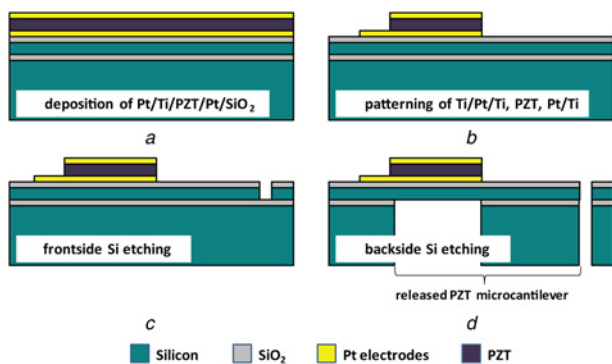 deposition of Pt/Ti/PZT/Pt/SiO₂
patterning of Ti/Pt/Ti, PZT, Pt/Ti
a
b
frontside Si etching
backside Si etching
released PZT microcantilever
c
d
Silicon
SiO₂
Pt electrodes
PZT